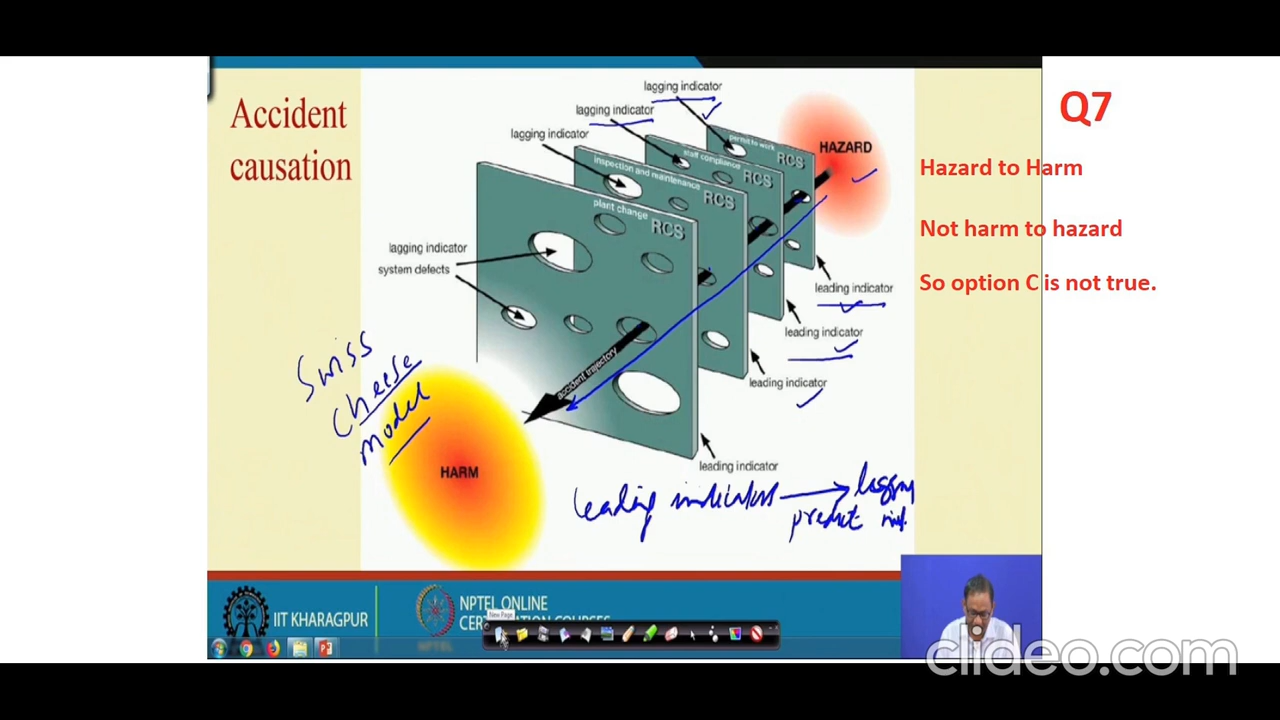 Accident
causation
lagging indicator
lagging indicator
lagging indicator
lagging indicator
system defects
permit to work
RCS
staff compliance
RCS
inspection and maintenance
RCS
plant change
RCS
HAZARD
leading indicator
leading indicator
leading indicator
leading indicator
accident trajectory
HARM
Swiss
Cheese
model
leading indicators
predict
Q7
Hazard to Harm
Not harm to hazard
So option C is not true.
IIT KHARAGPUR
NPTEL ONLINE
New Page
clideo.com